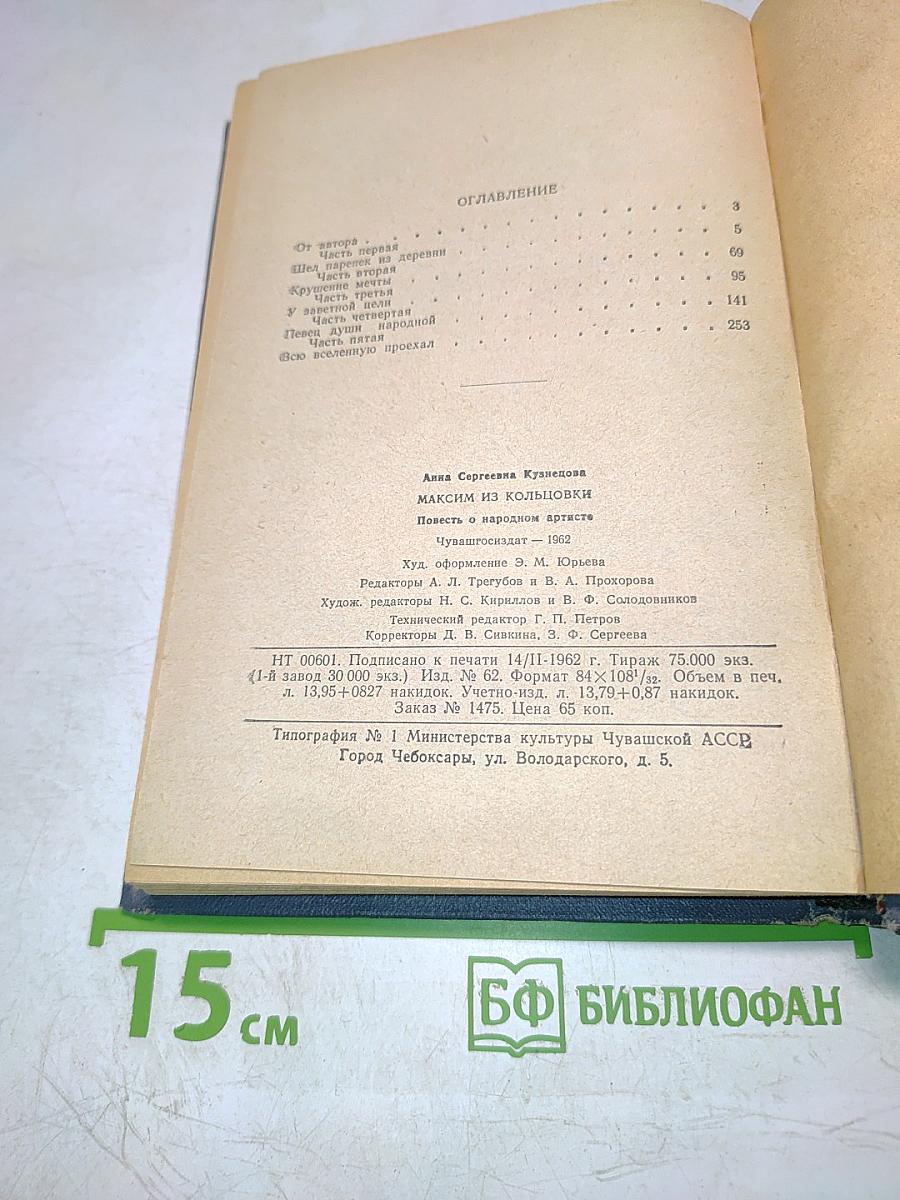 ОГЛАВЛЕНИЕ
От автора . . . . . . . . . . . . 3
Часть первая
Шел паренек из деревни . . . . . . . . . . 5
Часть вторая
Крушение мечты . . . . . . . . . . . 69
Часть третья
У заветной цели . . . . . . . . . . . 95
Часть четвертая
Певец души народной . . . . . . . . . . 141
Часть пятая
Всю вселенную проехал . . . . . . . . . . 253
Анна Сергеевна Кузнецова
МАКСИМ ИЗ КОЛЬЦОВКИ
Повесть о народном артисте
Чувашгосиздат — 1962
Худ. оформление Э. М. Юрьева
Редакторы А. Л. Трегубов и В. А. Прохорова
Худож. редакторы Н. С. Кириллов и В. Ф. Солодовников
Технический редактор Г. П. Петров
Корректоры Д. В. Сивкина, З. Ф. Сергеева
НТ 00601. Подписано к печати 14/II-1962 г. Тираж 75.000 экз.
(1-й завод 30 000 экз.) Изд. № 62. Формат 84×108¹/₃₂. Объем в печ.
л. 13,95+0827 накидок. Учетно-изд. л. 13,79+0,87 накидок.
Заказ № 1475. Цена 65 коп.
Типография № 1 Министерства культуры Чувашской АССР
Город Чебоксары, ул. Володарского, д. 5.
15 см
БФ БИБЛИОФАН